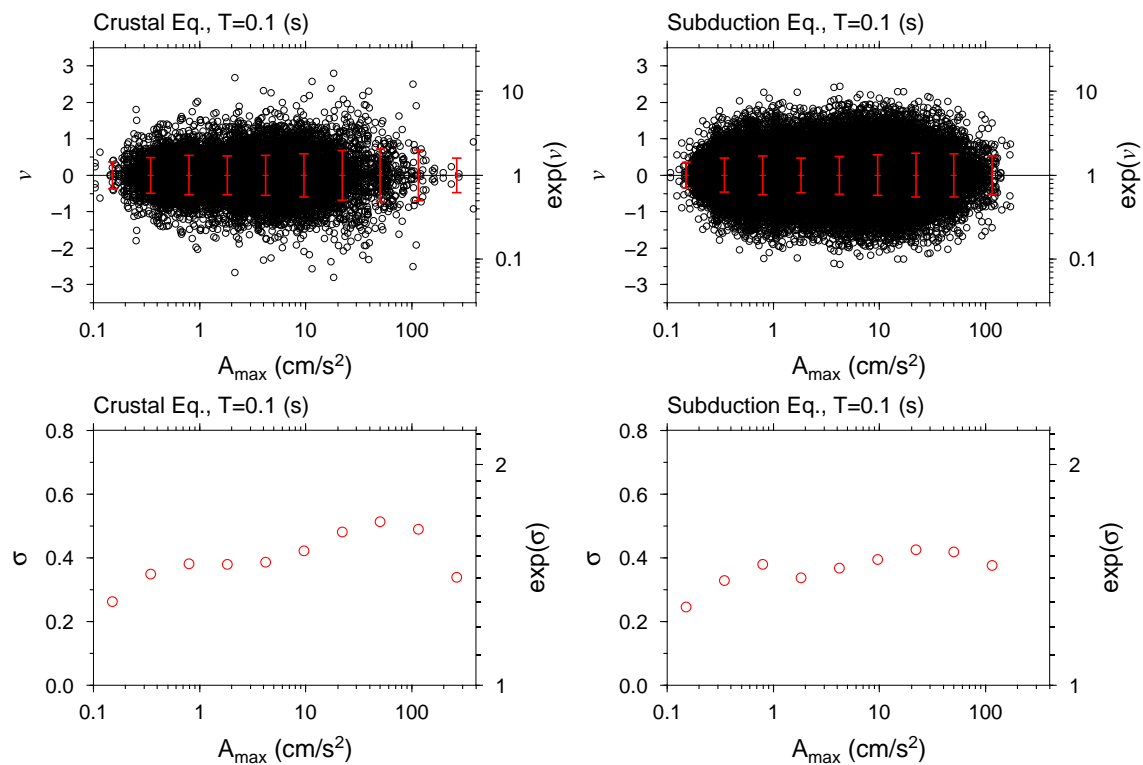 Crustal Eq., T=0.1 (s)
3
2
1
0
−1
−2
−3
ν
10
1
0.1
exp(ν)
0.1 1 10 100
A_max (cm/s²)
Subduction Eq., T=0.1 (s)
3
2
1
0
−1
−2
−3
ν
10
1
0.1
exp(ν)
0.1 1 10 100
A_max (cm/s²)
Crustal Eq., T=0.1 (s)
0.8
0.6
0.4
0.2
0.0
σ
2
1
exp(σ)
0.1 1 10 100
A_max (cm/s²)
Subduction Eq., T=0.1 (s)
0.8
0.6
0.4
0.2
0.0
σ
2
1
exp(σ)
0.1 1 10 100
A_max (cm/s²)